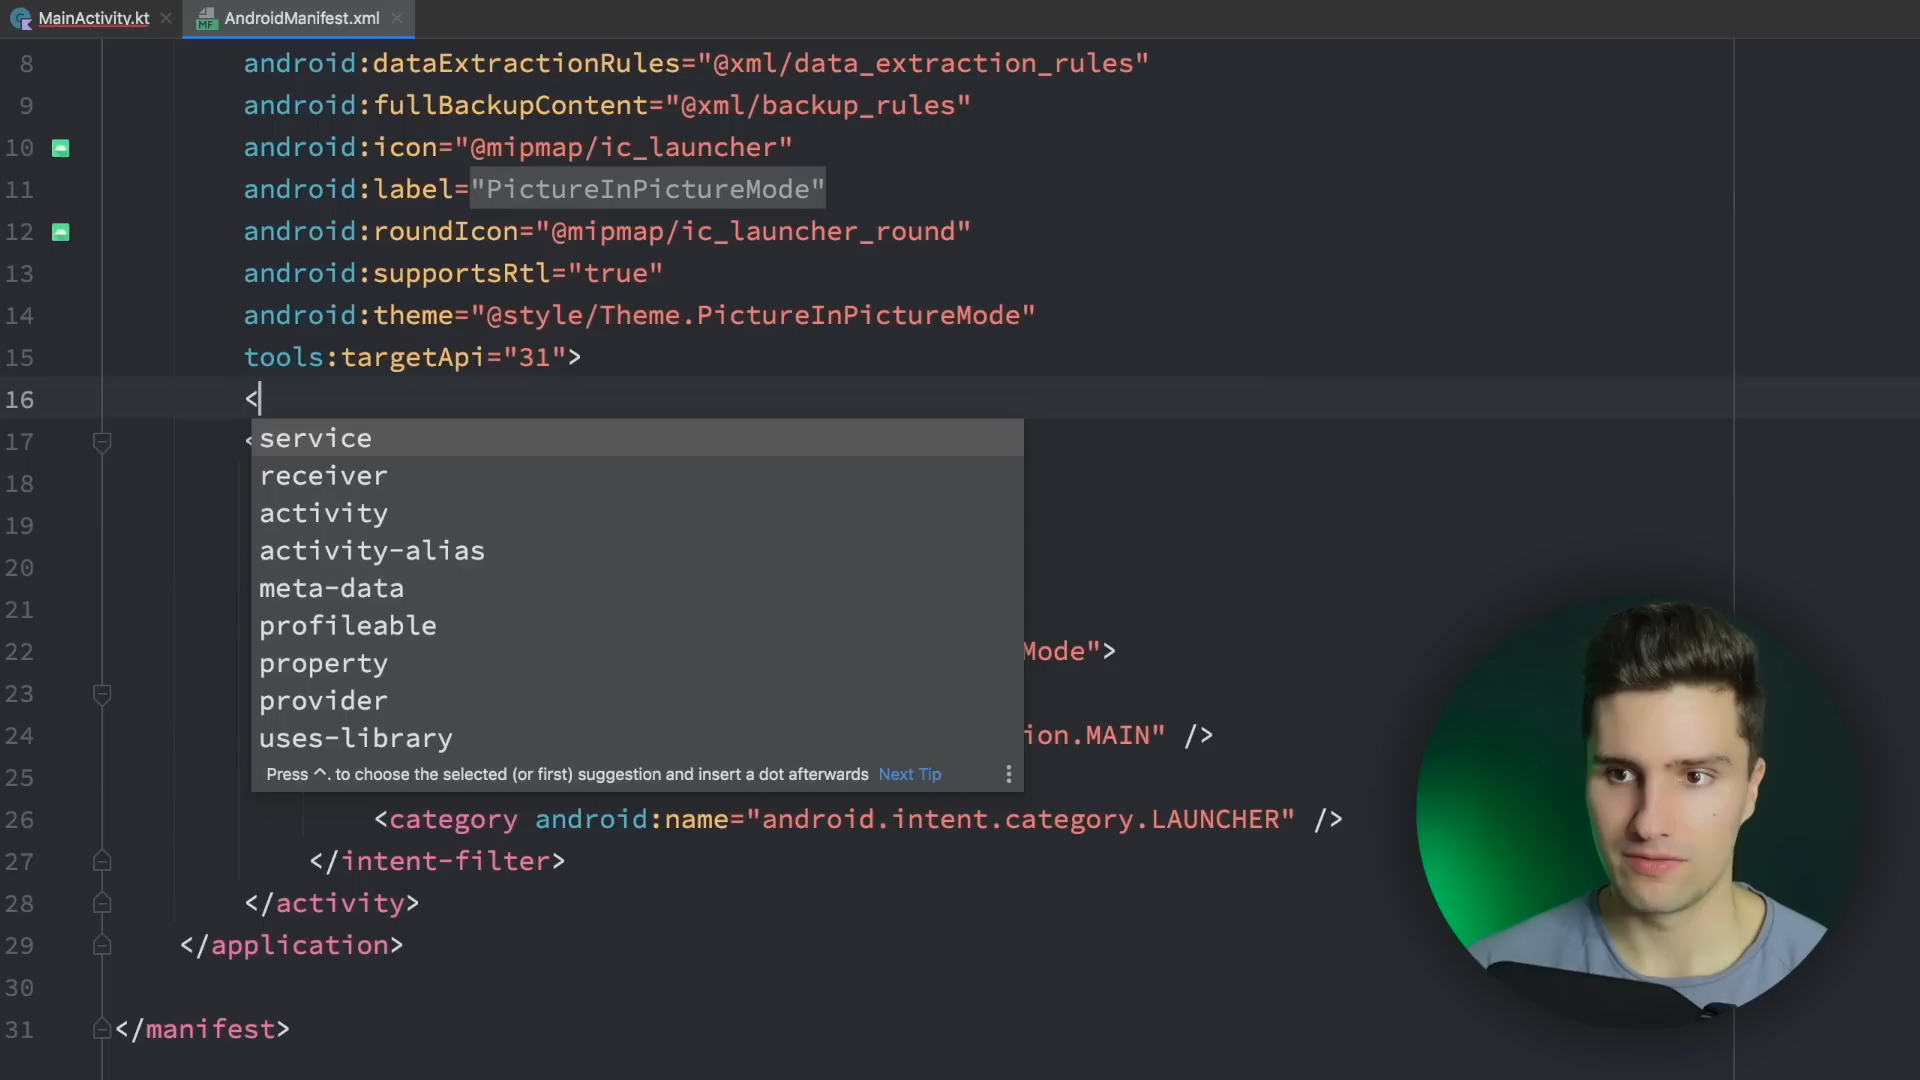 MainActivity.kt
AndroidManifest.xml
8 android:dataExtractionRules="@xml/data_extraction_rules"
9 android:fullBackupContent="@xml/backup_rules"
10 android:icon="@mipmap/ic_launcher"
11 android:label="PictureInPictureMode"
12 android:roundIcon="@mipmap/ic_launcher_round"
13 android:supportsRtl="true"
14 android:theme="@style/Theme.PictureInPictureMode"
15 tools:targetApi="31">
16 <
17 <
service
receiver
18
activity
19
activity-alias
20
meta-data
21
profileable
22 Mode">
property
23
provider
24 ion.MAIN" />
uses-library
25
Press ^. to choose the selected (or first) suggestion and insert a dot afterwards Next Tip
26 <category android:name="android.intent.category.LAUNCHER" />
27 </intent-filter>
28 </activity>
29 </application>
30
31 </manifest>
MF